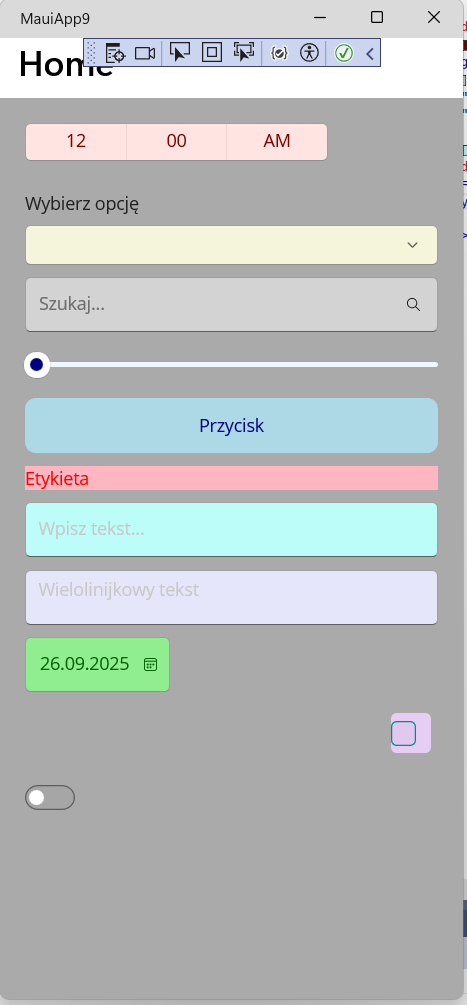 MauiApp9
Home
12 00 AM
Wybierz opcję
Szukaj...
Przycisk
Etykieta
Wpisz tekst...
Wielolinijkowy tekst
26.09.2025